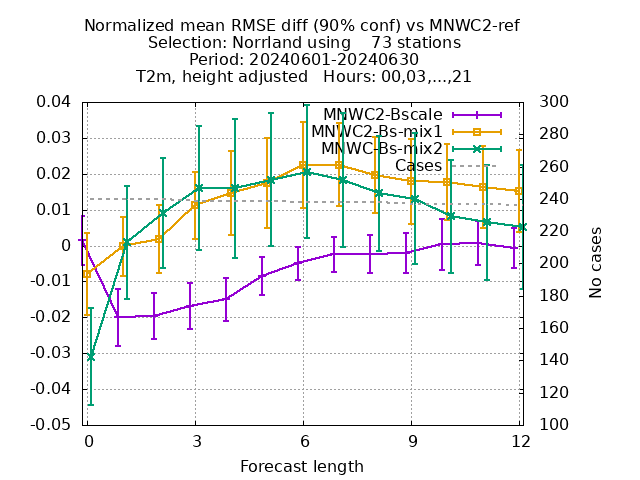 Normalized mean RMSE diff (90% conf) vs MNWC2-ref
Selection: Norrland using    73 stations
Period: 20240601-20240630
T2m, height adjusted   Hours: 00,03,...,21
MNWC2-Bscale
MNWC2-Bs-mix1
MNWC-Bs-mix2
Cases
0.04
0.03
0.02
0.01
0
-0.01
-0.02
-0.03
-0.04
-0.05
300
280
260
240
220
200
180
160
140
120
100
No cases
0 3 6 9 12
Forecast length